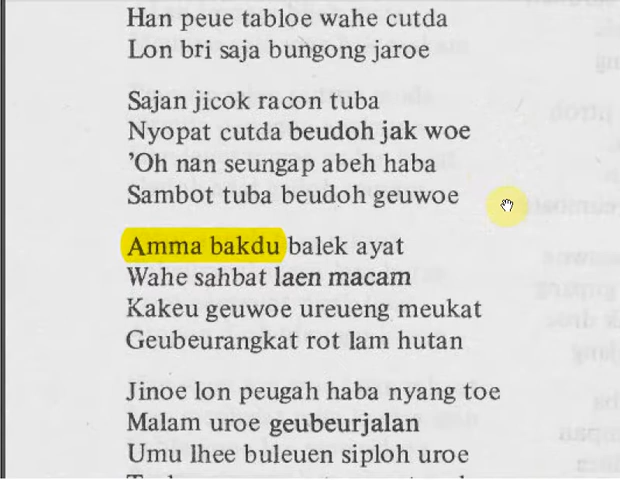 Han peue tabloe wahe cutda
Lon bri saja bungong jaroe
Sajan jicok racon tuba
Nyopat cutda beudoh jak woe
'Oh nan seungap abeh haba
Sambot tuba beudoh geuwoe
Amma bakdu balek ayat
Wahe sahbat laen macam
Kakeu geuwoe ureueng meukat
Geubeurangkat rot lam hutan
Jinoe lon peugah haba nyang toe
Malam uroe geubeurjalan
Umu lhee buleuen siploh uroe